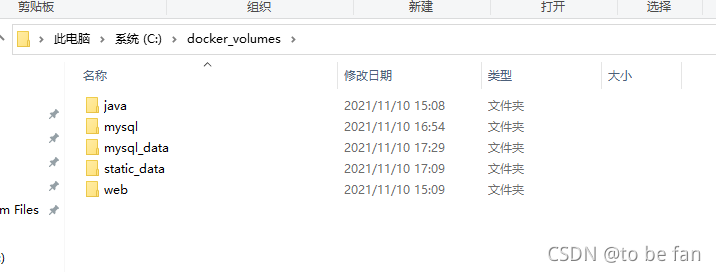 剪贴板 组织 新建 打开 选择
此电脑 系统 (C:) docker_volumes
名称 修改日期 类型 大小
java 2021/11/10 15:08 文件夹
mysql 2021/11/10 16:54 文件夹
mysql_data 2021/11/10 17:29 文件夹
static_data 2021/11/10 17:09 文件夹
web 2021/11/10 15:09 文件夹
m Files
:)
CSDN @to be fan